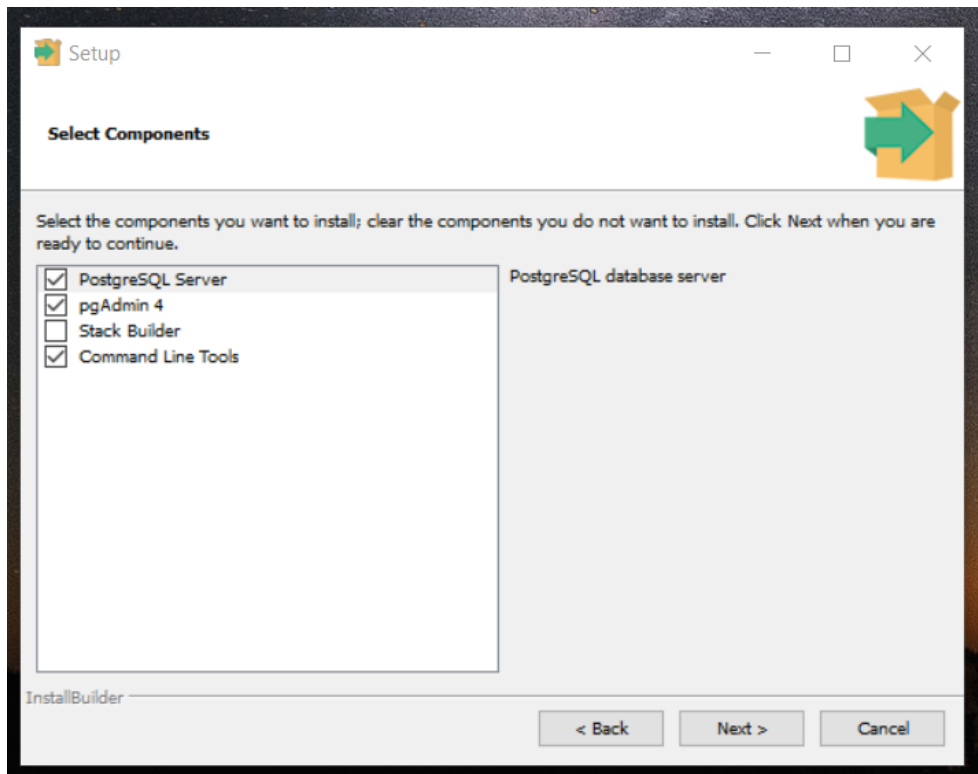 Setup
Select Components
Select the components you want to install; clear the components you do not want to install. Click Next when you are
ready to continue.
PostgreSQL Server
PostgreSQL database server
pgAdmin 4
Stack Builder
Command Line Tools
InstallBuilder
< Back
Next >
Cancel